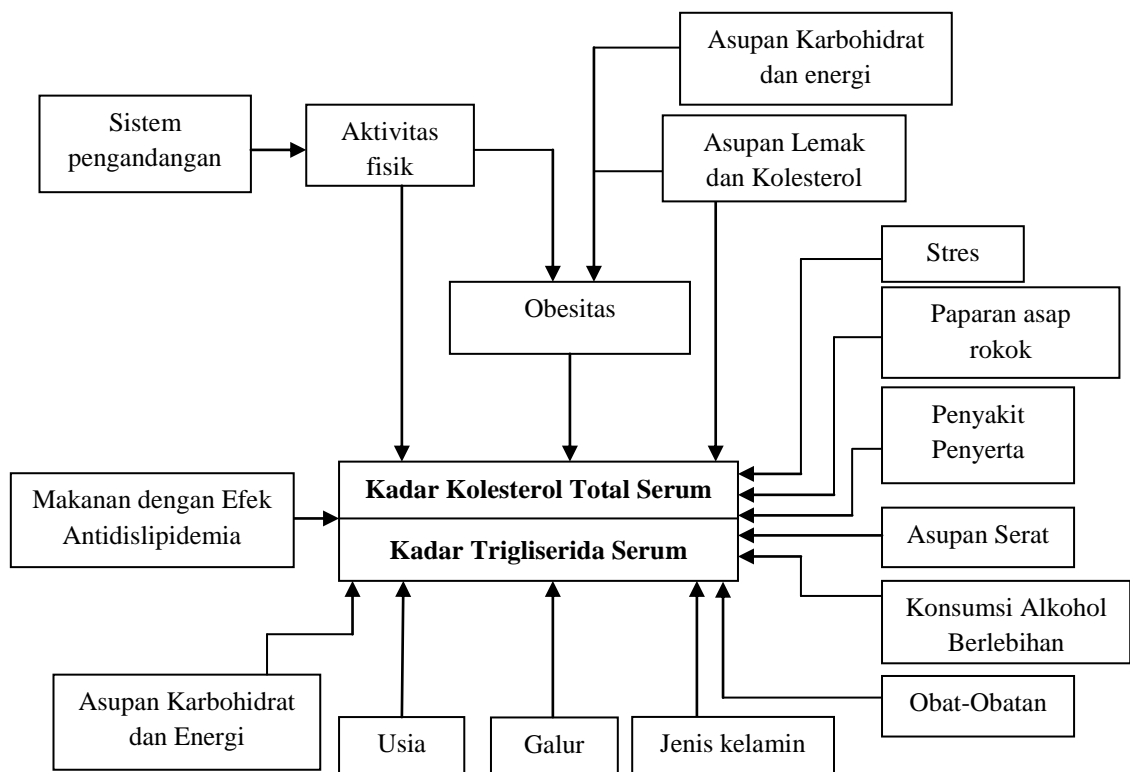 Asupan Karbohidrat
dan energi
Sistem
pengandangan
Aktivitas
fisik
Asupan Lemak
dan Kolesterol
Stres
Obesitas
Paparan asap
rokok
Penyakit
Penyerta
Kadar Kolesterol Total Serum
Makanan dengan Efek
Antidislipidemia
Kadar Trigliserida Serum
Asupan Serat
Konsumsi Alkohol
Berlebihan
Asupan Karbohidrat
dan Energi
Usia
Galur
Jenis kelamin
Obat-Obatan